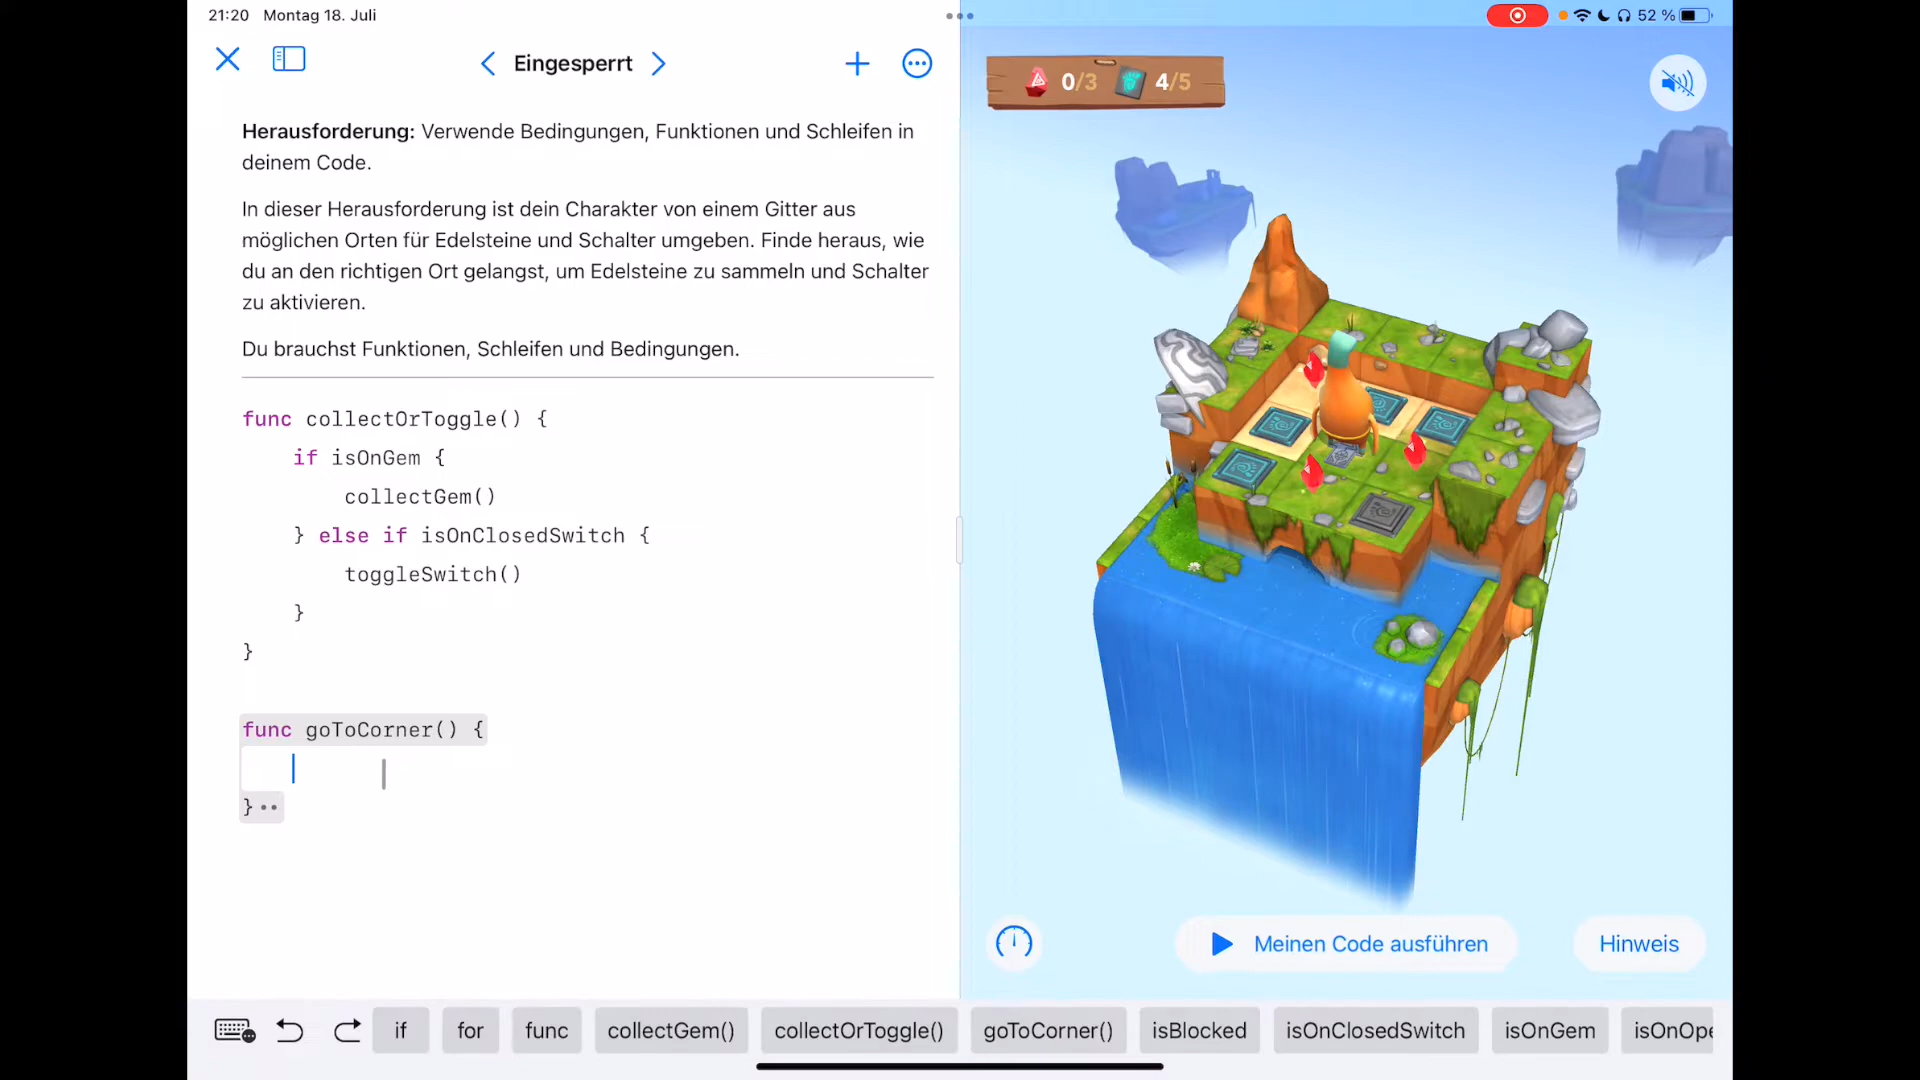 21:20 Montag 18. Juli
52 %
Eingesperrt
Herausforderung: Verwende Bedingungen, Funktionen und Schleifen in
deinem Code.
In dieser Herausforderung ist dein Charakter von einem Gitter aus
möglichen Orten für Edelsteine und Schalter umgeben. Finde heraus, wie
du an den richtigen Ort gelangst, um Edelsteine zu sammeln und Schalter
zu aktivieren.
Du brauchst Funktionen, Schleifen und Bedingungen.
func collectOrToggle() {
if isOnGem {
collectGem()
} else if isOnClosedSwitch {
toggleSwitch()
}
}
func goToCorner() {
}
0/3 4/5
Meinen Code ausführen
Hinweis
if for func collectGem() collectOrToggle() goToCorner() isBlocked isOnClosedSwitch isOnGem isOnOpe